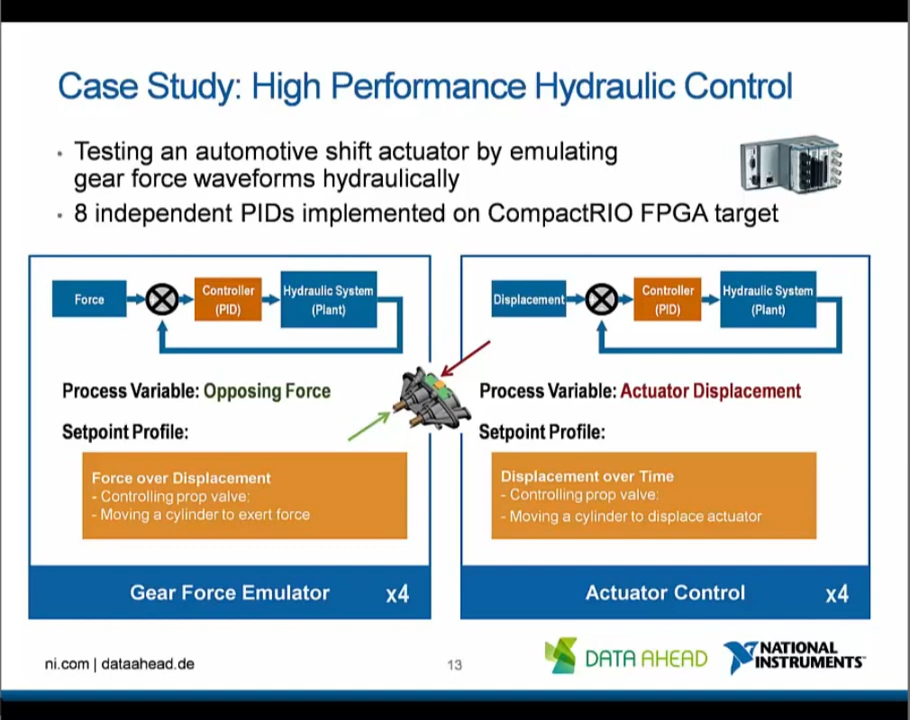 Case Study: High Performance Hydraulic Control
· Testing an automotive shift actuator by emulating
gear force waveforms hydraulically
· 8 independent PIDs implemented on CompactRIO FPGA target
Force
Controller
(PID)
Hydraulic System
(Plant)
Process Variable: Opposing Force
Setpoint Profile:
Force over Displacement
- Controlling prop valve:
- Moving a cylinder to exert force
Gear Force Emulator x4
Displacement
Controller
(PID)
Hydraulic System
(Plant)
Process Variable: Actuator Displacement
Setpoint Profile:
Displacement over Time
- Controlling prop valve:
- Moving a cylinder to displace actuator
Actuator Control x4
ni.com | dataahead.de
13
DATA AHEAD
NATIONAL
INSTRUMENTS